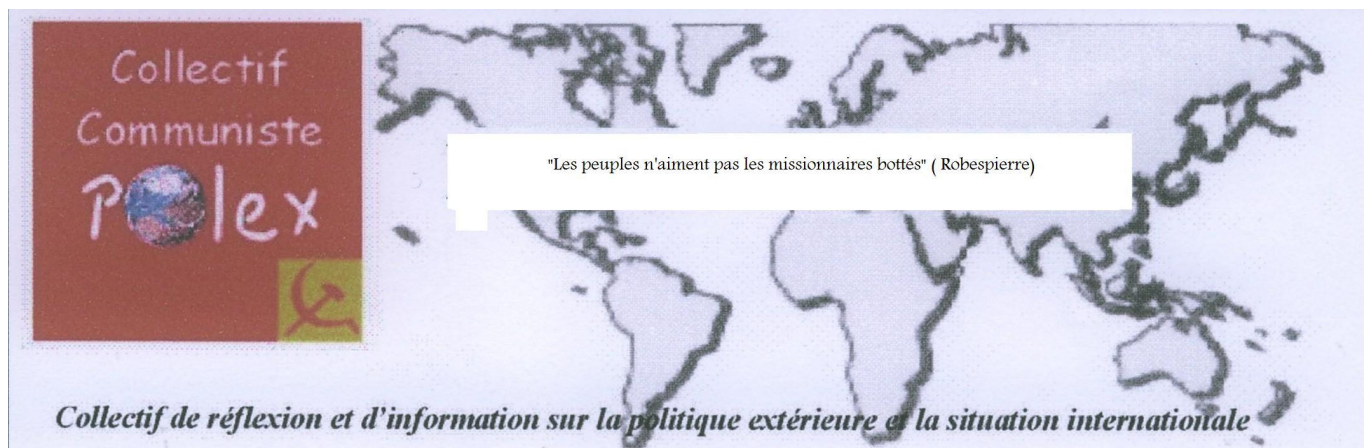 Collectif
Communiste
Polex
"Les peuples n'aiment pas les missionnaires bottés" ( Robespierre)
Collectif de réflexion et d'information sur la politique extérieure et la situation internationale